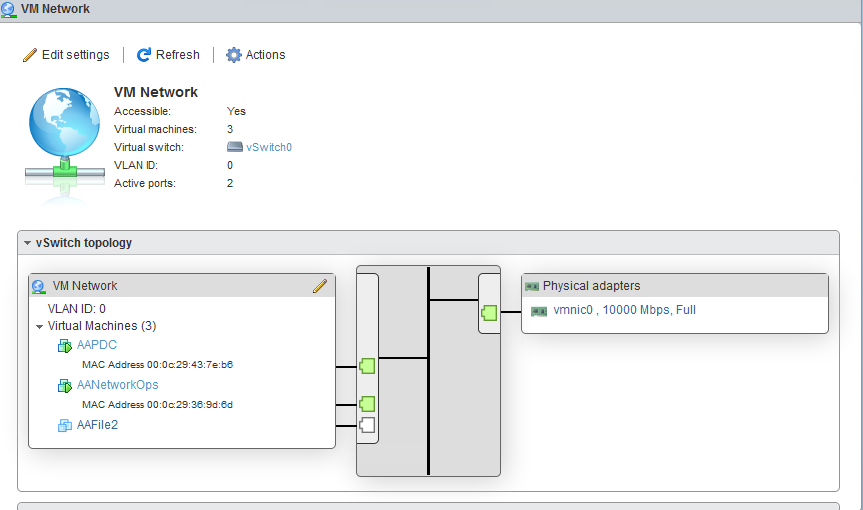 VM Network
Edit settings Refresh Actions
VM Network
Accessible: Yes
Virtual machines: 3
Virtual switch: vSwitch0
VLAN ID: 0
Active ports: 2
vSwitch topology
VM Network
VLAN ID: 0
Virtual Machines (3)
AAPDC
MAC Address 00:0c:29:43:7e:b6
AANetworkOps
MAC Address 00:0c:29:36:9d:6d
AAFile2
Physical adapters
vmnic0 , 10000 Mbps, Full